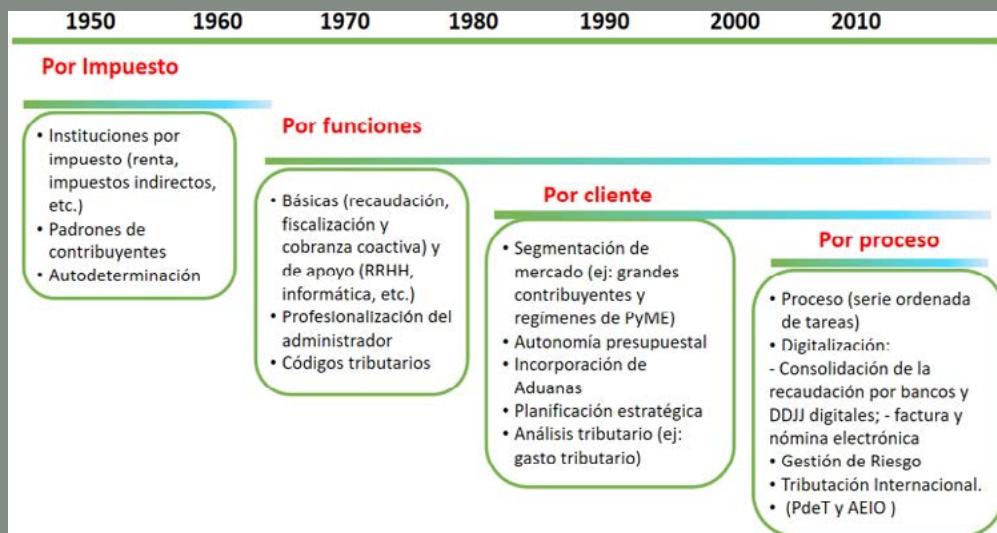 1950 1960 1970 1980 1990 2000 2010
Por Impuesto
• Instituciones por
impuesto (renta,
impuestos indirectos,
etc.)
• Padrones de
contribuyentes
• Autodeterminación
Por funciones
• Básicas (recaudación,
fiscalización y
cobranza coactiva) y
de apoyo (RRHH,
informática, etc.)
• Profesionalización del
administrador
• Códigos tributarios
Por cliente
• Segmentación de
mercado (ej: grandes
contribuyentes y
regímenes de PyME)
• Autonomía presupuestal
• Incorporación de
Aduanas
• Planificación estratégica
• Análisis tributario (ej:
gasto tributario)
Por proceso
• Proceso (serie ordenada
de tareas)
• Digitalización:
- Consolidación de la
recaudación por bancos y
DDJJ digitales; - factura y
nómina electrónica
• Gestión de Riesgo
• Tributación Internacional.
• (PdeT y AEIO )